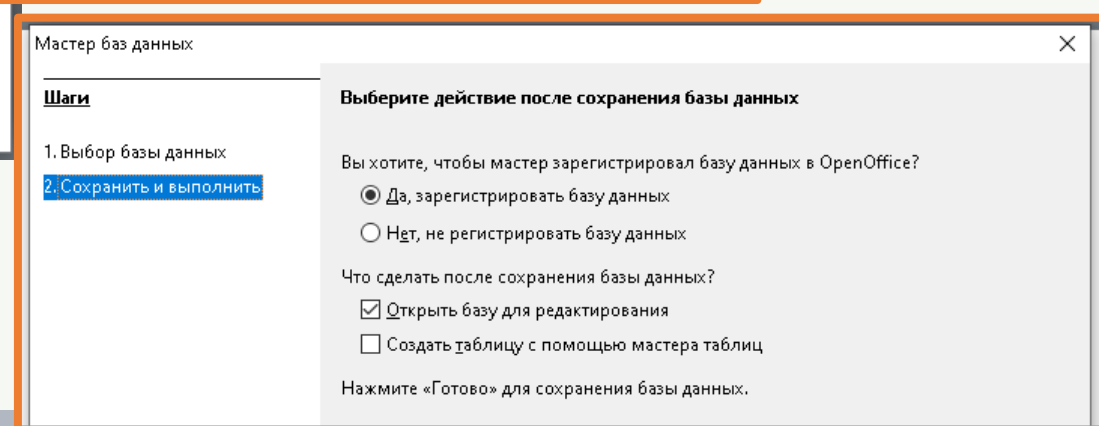 Мастер баз данных
Шаги
1. Выбор базы данных
2. Сохранить и выполнить
Выберите действие после сохранения базы данных
Вы хотите, чтобы мастер зарегистрировал базу данных в OpenOffice?
Да, зарегистрировать базу данных
Нет, не регистрировать базу данных
Что сделать после сохранения базы данных?
Открыть базу для редактирования
Создать таблицу с помощью мастера таблиц
Нажмите «Готово» для сохранения базы данных.